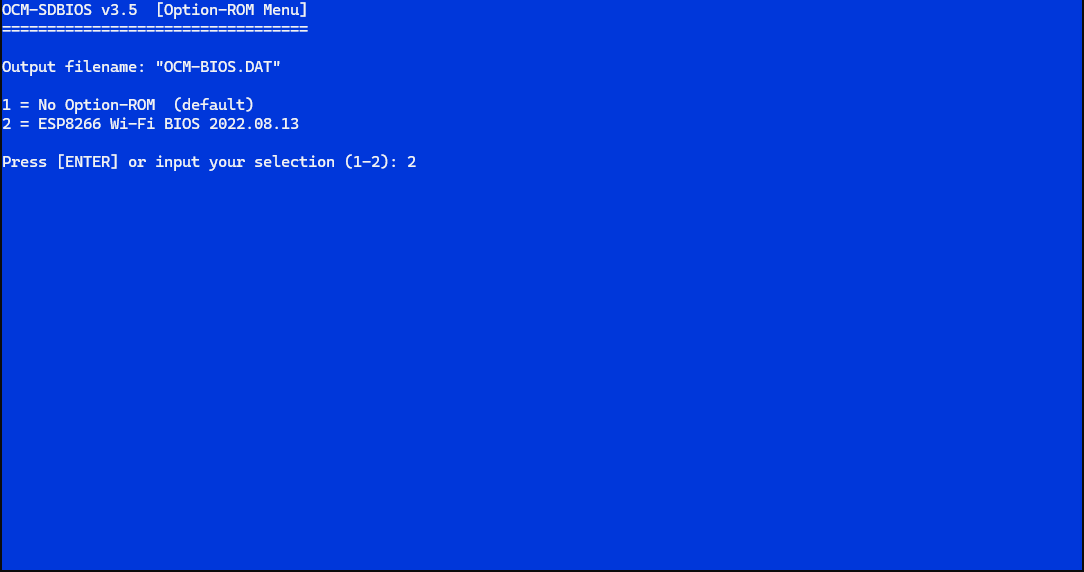 OCM-SDBIOS v3.5  [Option-ROM Menu]
==================================
Output filename: "OCM-BIOS.DAT"
1 = No Option-ROM  (default)
2 = ESP8266 Wi-Fi BIOS 2022.08.13
Press [ENTER] or input your selection (1-2): 2